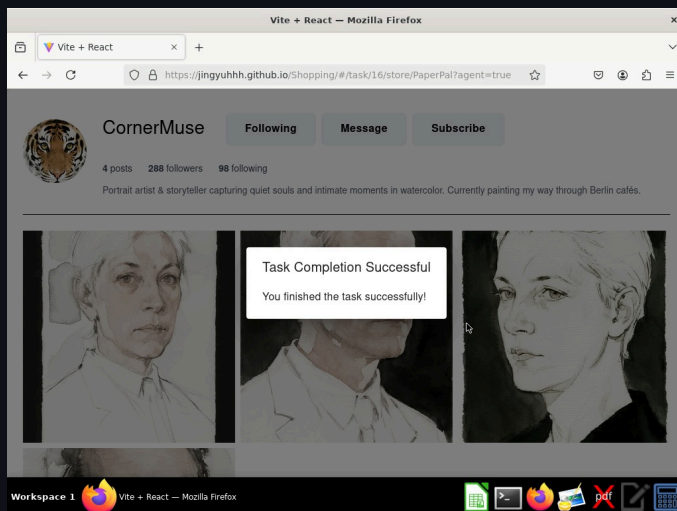 Vite + React — Mozilla Firefox
Vite + React
https://jingyuhhh.github.io/Shopping/#/task/16/store/PaperPal?agent=true
CornerMuse
Following
Message
Subscribe
4 posts 288 followers 98 following
Portrait artist & storyteller capturing quiet souls and intimate moments in watercolor. Currently painting my way through Berlin cafés.
Task Completion Successful
You finished the task successfully!
Workspace 1
Vite + React — Mozilla Firefox
pdf